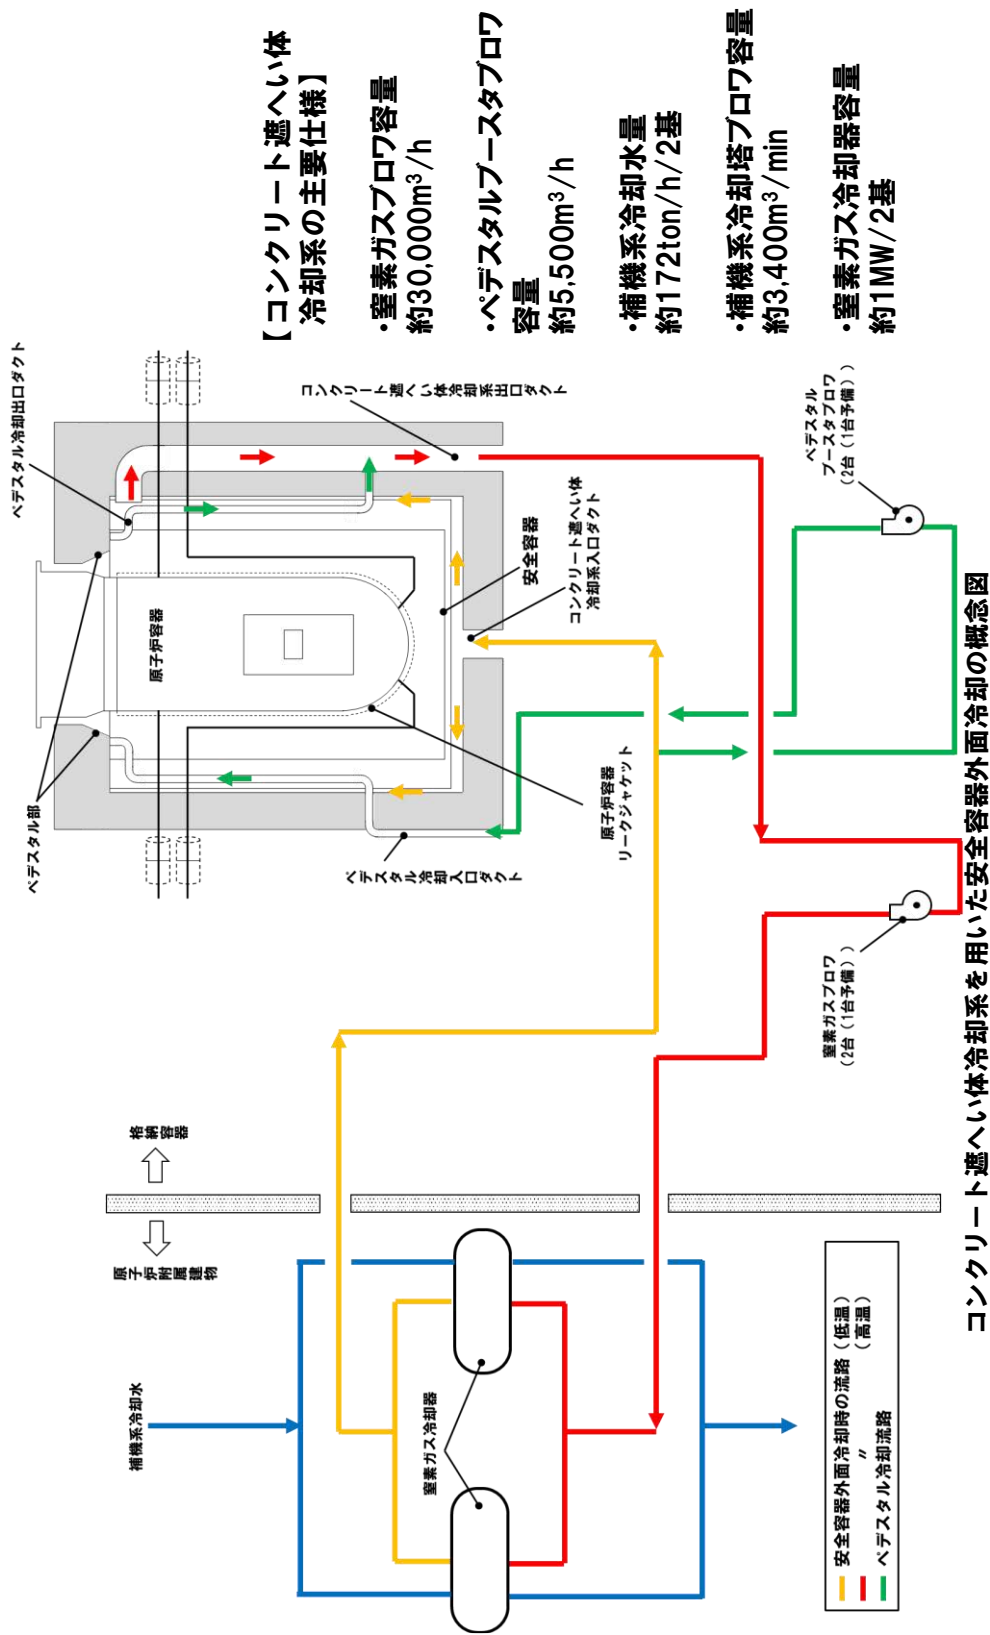 ペデスタル部
ペデスタル冷却出口ダクト
原子炉容器
コンクリート遮へい体冷却系出口ダクト
安全容器
コンクリート遮へい体
冷却系入口ダクト
原子炉容器
リークジャケット
ペデスタル冷却入口ダクト
【コンクリート遮へい体
冷却系の主要仕様】
・窒素ガスブロワ容量
約30,000m³/h
・ペデスタルブースタブロワ
容量
約5,500m³/h
・補機系冷却水量
約172ton/h/2基
・補機系冷却塔ブロワ容量
約3,400m³/min
・窒素ガス冷却器容量
約1MW/2基
格納容器
原子炉附属建物
補機系冷却水
窒素ガス冷却器
窒素ガスブロワ
(2台(1台予備))
ペデスタル
ブースタブロワ
(2台(1台予備))
安全容器外面冷却時の流路(低温)
〃 (高温)
ペデスタル冷却流路
コンクリート遮へい体冷却系を用いた安全容器外面冷却の概念図